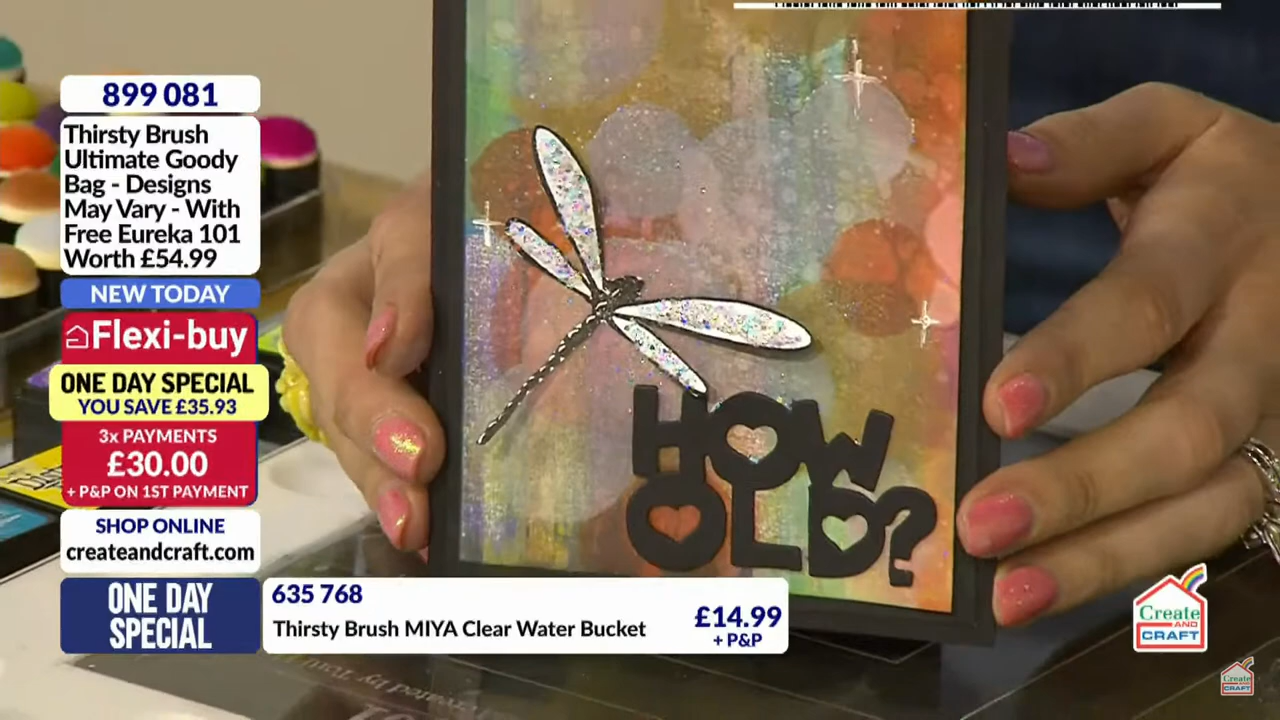 899 081
Thirsty Brush
Ultimate Goody
Bag - Designs
May Vary - With
Free Eureka 101
Worth £54.99
NEW TODAY
Flexi-buy
ONE DAY SPECIAL
YOU SAVE £35.93
3x PAYMENTS
£30.00
+ P&P ON 1ST PAYMENT
SHOP ONLINE
createandcraft.com
ONE DAY
SPECIAL
635 768
Thirsty Brush MIYA Clear Water Bucket
£14.99
+ P&P
HOW
OLD?
Create
AND
CRAFT
Create
AND
CRAFT